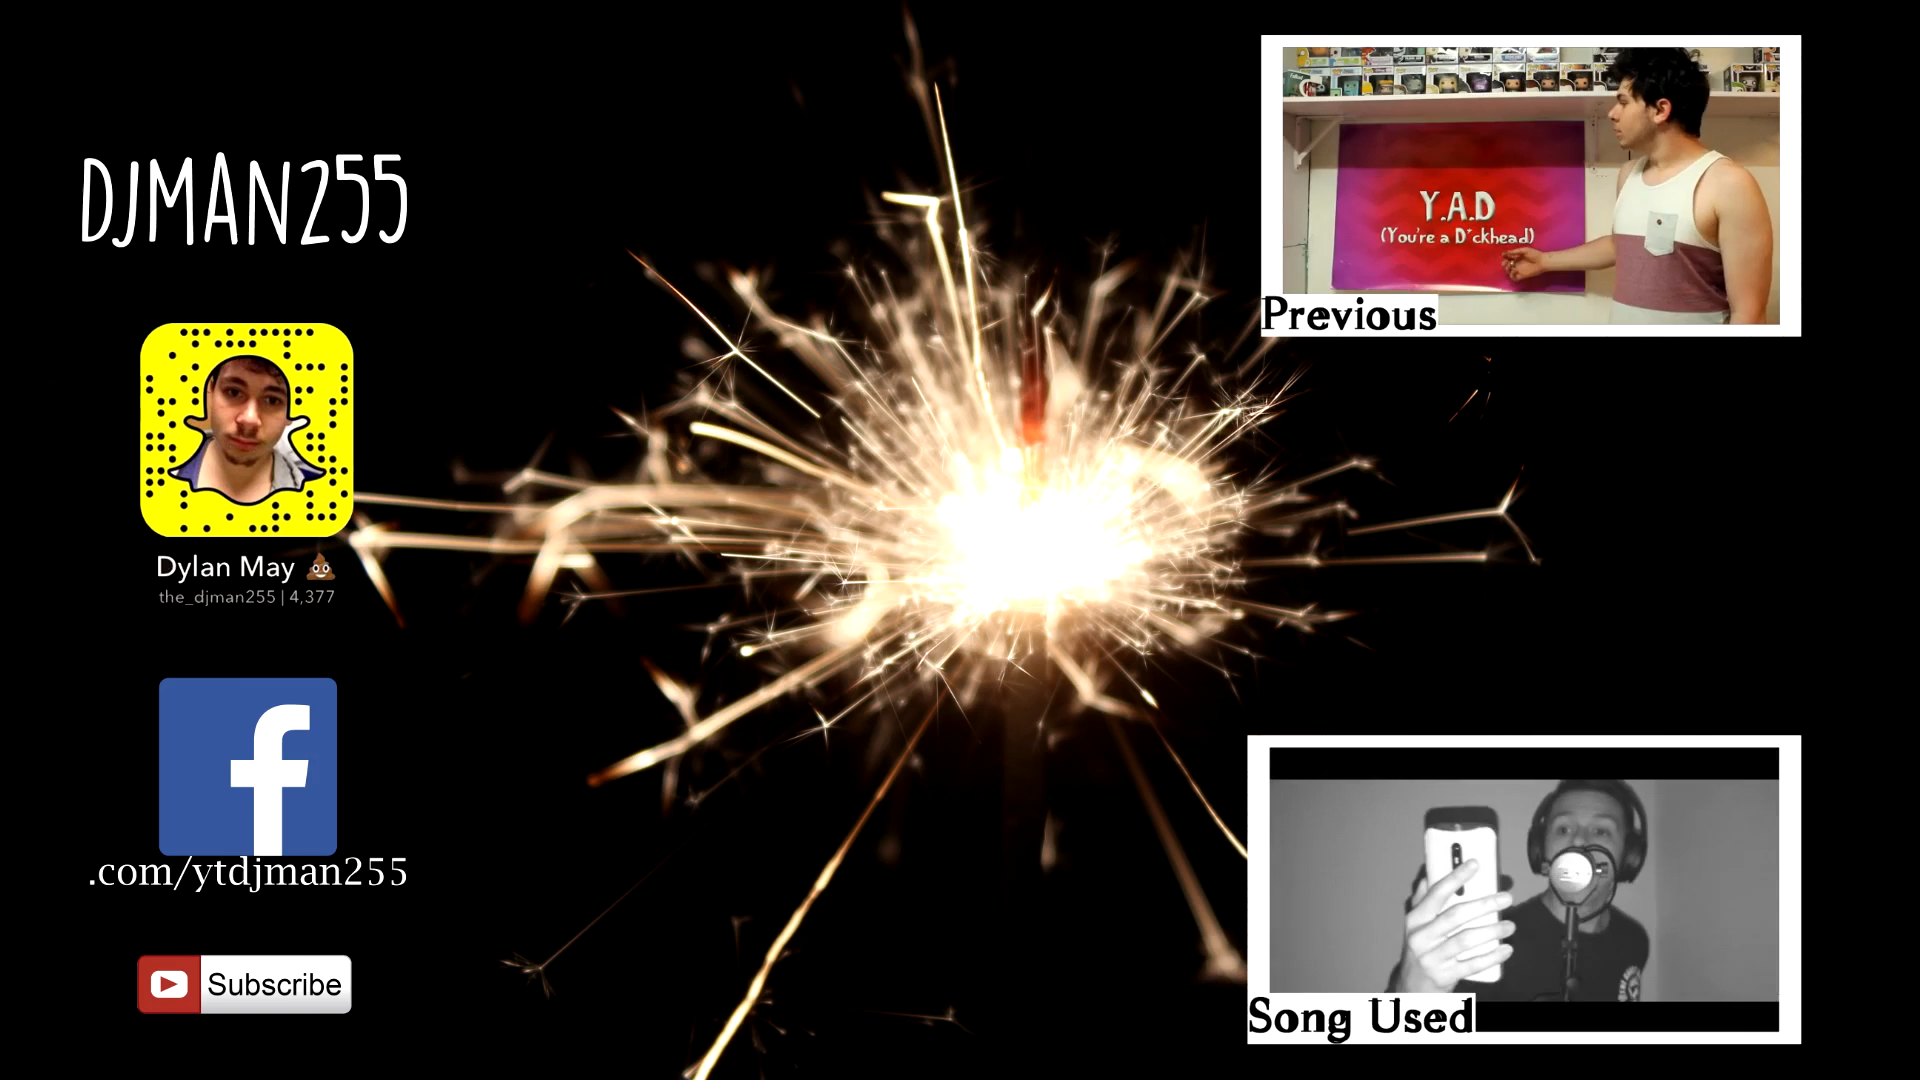 DJMAN255
Dylan May 💩
the_djman255 | 4,377
f
.com/ytdjman255
Subscribe
Y.A.D
(You're a D*ckhead)
Previous
Song Used